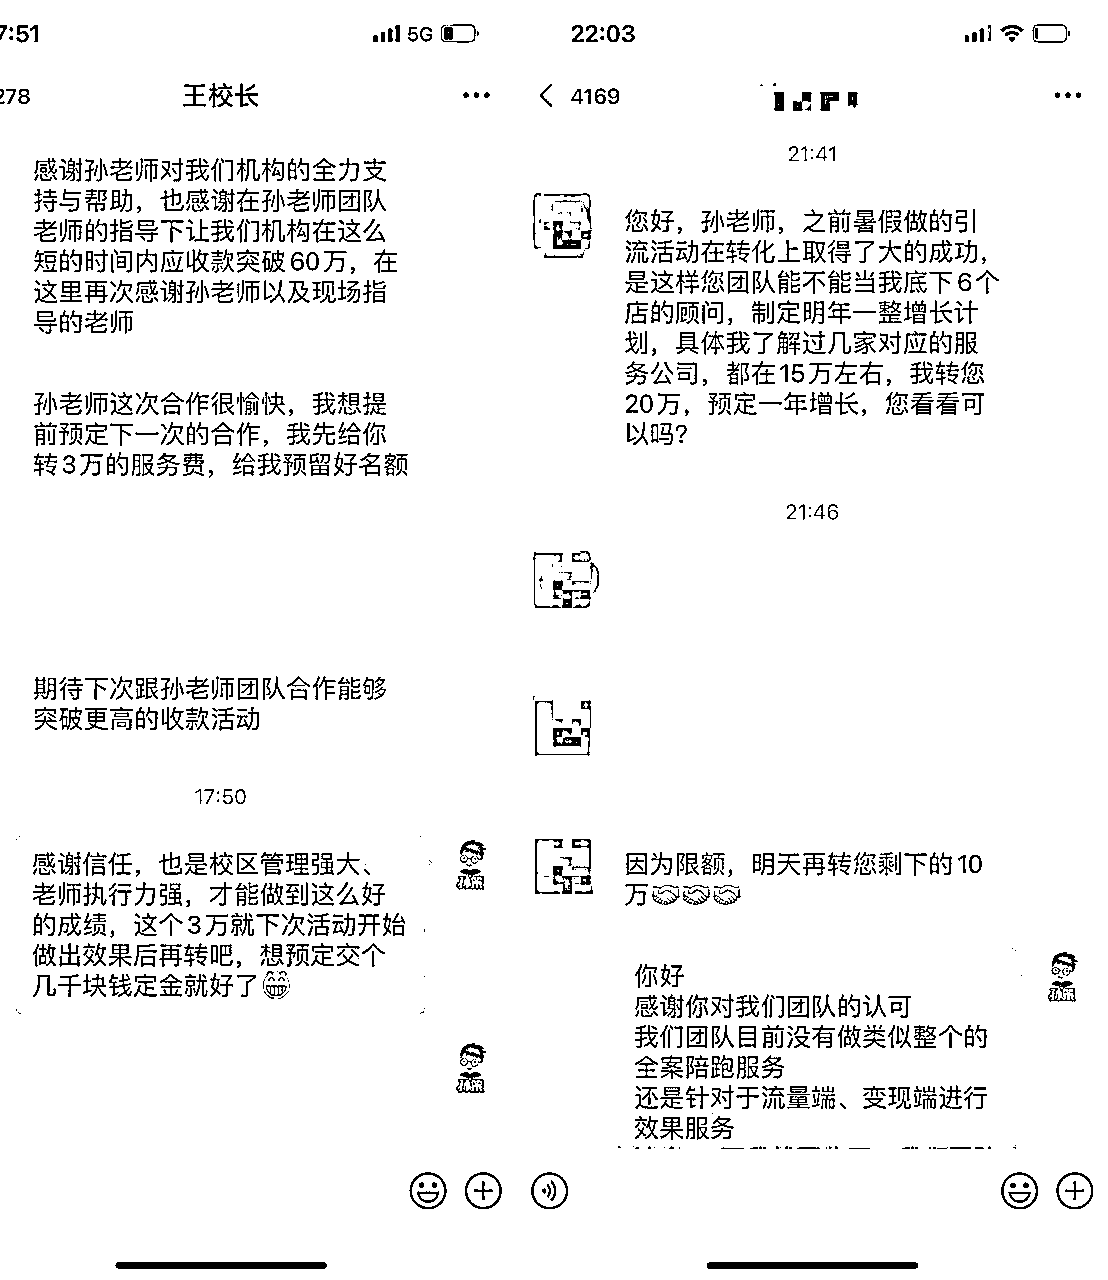 7:51
5G
278
王校长
感谢孙老师对我们机构的全力支
持与帮助，也感谢在孙老师团队
老师的指导下让我们机构在这么
短的时间内应收款突破60万，在
这里再次感谢孙老师以及现场指
导的老师
孙老师这次合作很愉快，我想提
前预定下一次的合作，我先给你
转3万的服务费，给我预留好名额
期待下次跟孙老师团队合作能够
突破更高的收款活动
17:50
感谢信任，也是校区管理强大、
老师执行力强，才能做到这么好
的成绩，这个3万就下次活动开始
做出效果后再转吧，想预定交个
几千块钱定金就好了😁
22:03
4169
21:41
您好，孙老师，之前暑假做的引
流活动在转化上取得了大的成功，
是这样您团队能不能当我底下6个
店的顾问，制定明年一整增长计
划，具体我了解过几家对应的服
务公司，都在15万左右，我转您
20万，预定一年增长，您看看可
以吗？
21:46
因为限额，明天再转您剩下的10
万🤝🤝🤝
你好
感谢你对我们团队的认可
我们团队目前没有做类似整个的
全案陪跑服务
还是针对于流量端、变现端进行
效果服务